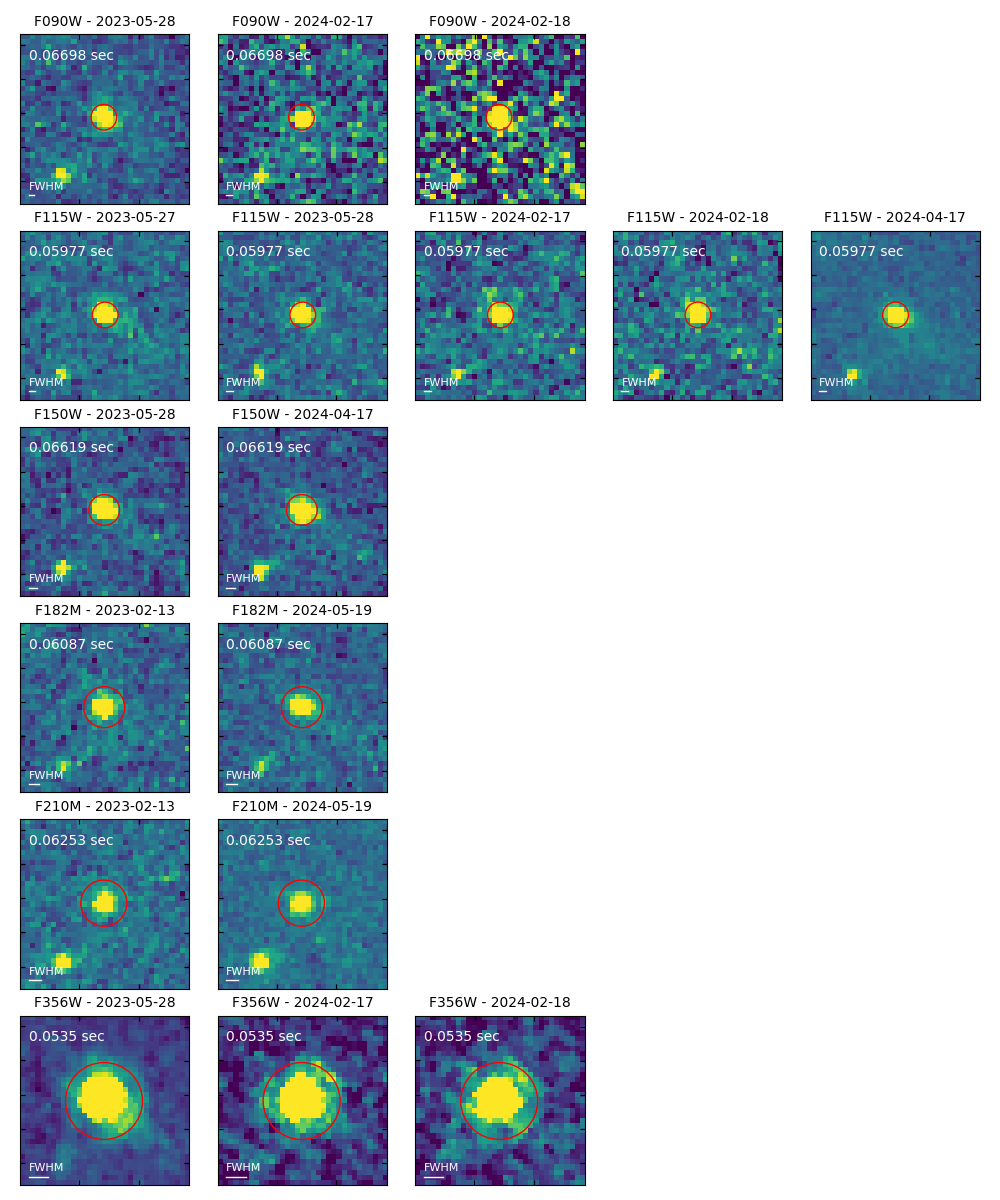 F090W - 2023-05-28
F090W - 2024-02-17
F090W - 2024-02-18
0.06698 sec
0.06698 sec
0.06698 sec
FWHM
FWHM
FWHM
F115W - 2023-05-27
F115W - 2023-05-28
F115W - 2024-02-17
F115W - 2024-02-18
F115W - 2024-04-17
0.05977 sec
0.05977 sec
0.05977 sec
0.05977 sec
0.05977 sec
FWHM
FWHM
FWHM
FWHM
FWHM
F150W - 2023-05-28
F150W - 2024-04-17
0.06619 sec
0.06619 sec
FWHM
FWHM
F182M - 2023-02-13
F182M - 2024-05-19
0.06087 sec
0.06087 sec
FWHM
FWHM
F210M - 2023-02-13
F210M - 2024-05-19
0.06253 sec
0.06253 sec
FWHM
FWHM
F356W - 2023-05-28
F356W - 2024-02-17
F356W - 2024-02-18
0.0535 sec
0.0535 sec
0.0535 sec
FWHM
FWHM
FWHM